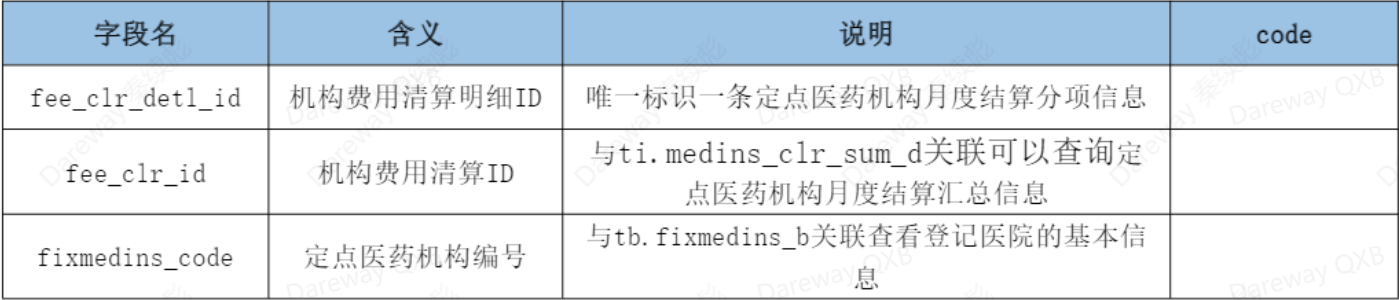 字段名 含义 说明 code
fee_clr_detl_id 机构费用清算明细ID 唯一标识一条定点医药机构月度结算分项信息
fee_clr_id 机构费用清算ID 与ti.medins_clr_sum_d关联可以查询定
点医药机构月度结算汇总信息
fixmedins_code 定点医药机构编号 与tb.fixmedins_b关联查看登记医院的基本信
息
Dareway 秦续彪
Dareway QXB